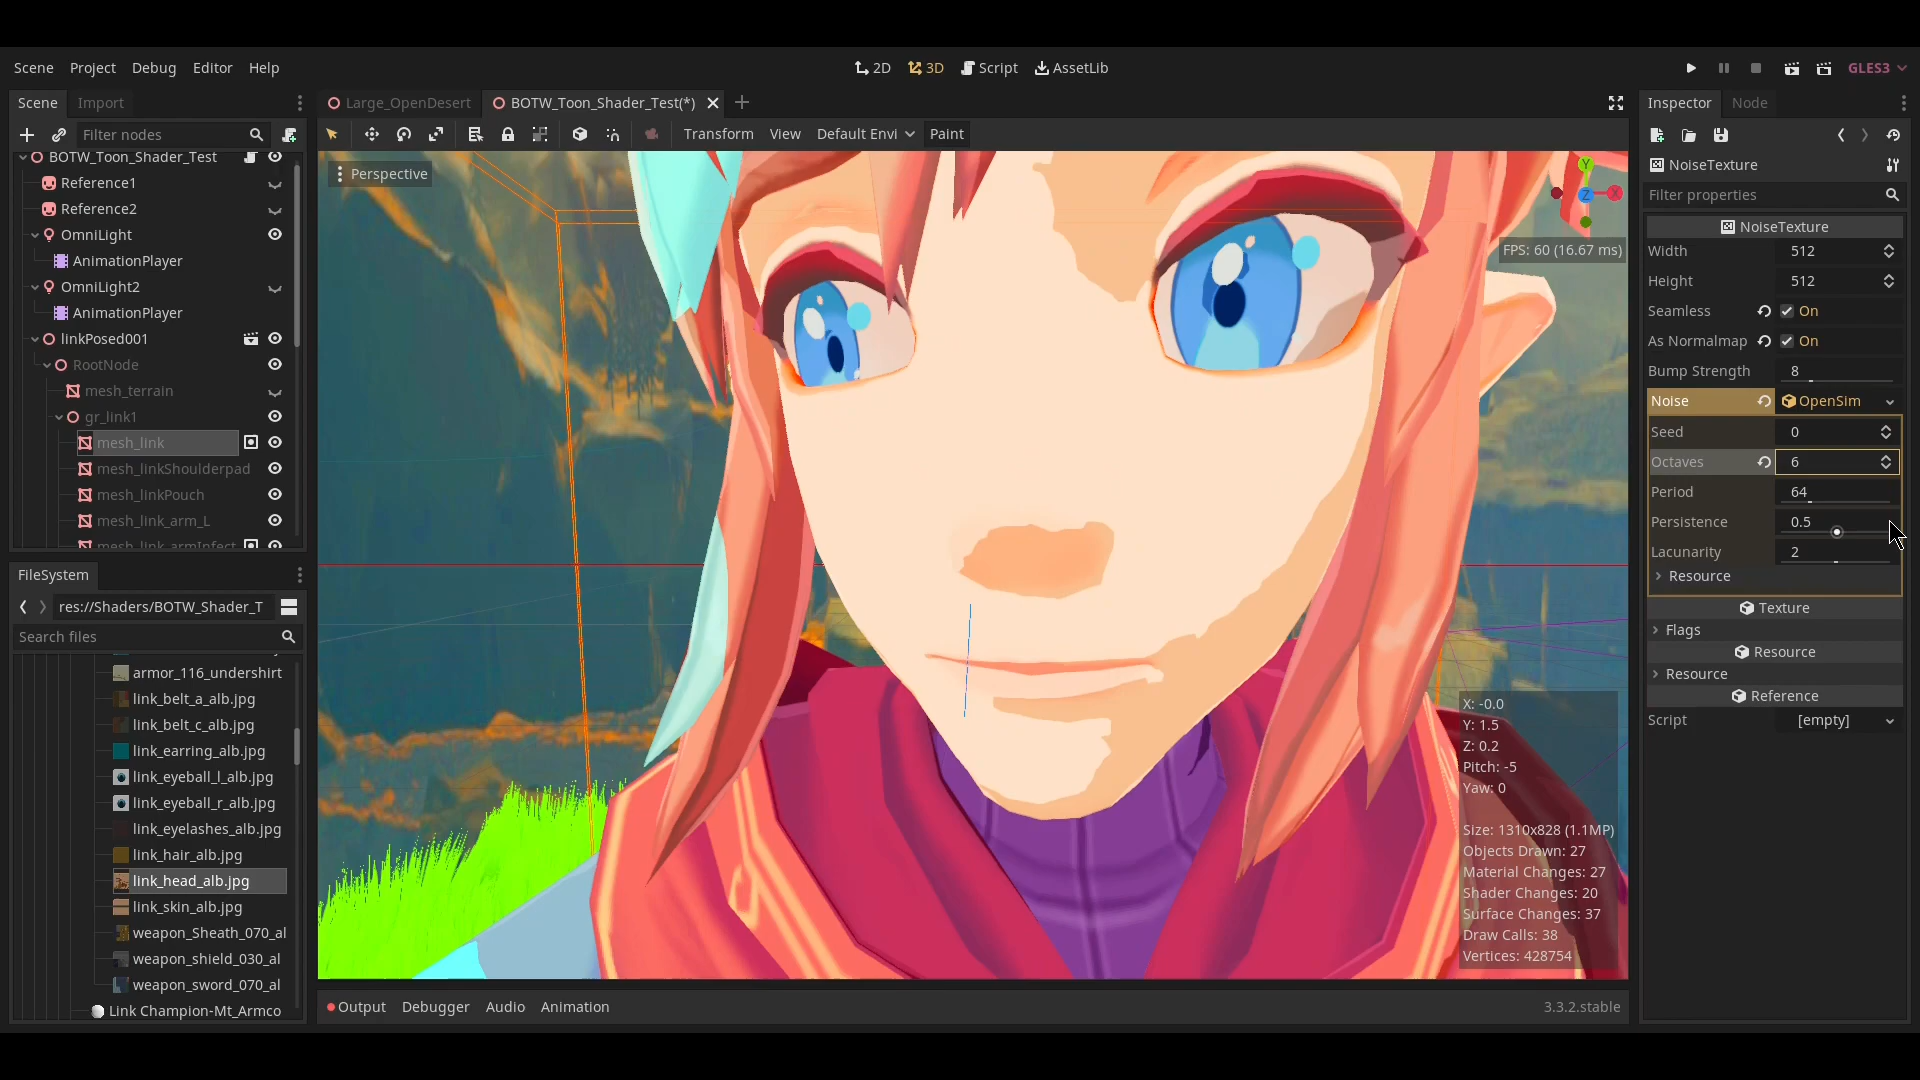 Scene Project Debug Editor Help
2D 3D Script AssetLib
GLES3
Scene Import
Filter nodes
BOTW_Toon_Shader_Test
Reference1
Reference2
OmniLight
AnimationPlayer
OmniLight2
AnimationPlayer
linkPosed001
RootNode
mesh_terrain
gr_link1
mesh_link
mesh_linkShoulderpad
mesh_linkPouch
mesh_link_arm_L
mesh_link_armInfect
FileSystem
res://Shaders/BOTW_Shader_T
Search files
armor_116_undershirt
link_belt_a_alb.jpg
link_belt_c_alb.jpg
link_earring_alb.jpg
link_eyeball_l_alb.jpg
link_eyeball_r_alb.jpg
link_eyelashes_alb.jpg
link_hair_alb.jpg
link_head_alb.jpg
link_skin_alb.jpg
weapon_Sheath_070_al
weapon_shield_030_al
weapon_sword_070_al
Link Champion-Mt_Armco
Large_OpenDesert BOTW_Toon_Shader_Test(*)
Transform View Default Envi Paint
Perspective
Y
Z
X
FPS: 60 (16.67 ms)
X: -0.0
Y: 1.5
Z: 0.2
Pitch: -5
Yaw: 0
Size: 1310x828 (1.1MP)
Objects Drawn: 27
Material Changes: 27
Shader Changes: 20
Surface Changes: 37
Draw Calls: 38
Vertices: 428754
Output Debugger Audio Animation
3.3.2.stable
Inspector Node
NoiseTexture
Filter properties
NoiseTexture
Width 512
Height 512
Seamless On
As Normalmap On
Bump Strength 8
Noise OpenSim
Seed 0
Octaves 6
Period 64
Persistence 0.5
Lacunarity 2
Resource
Texture
Flags
Resource
Resource
Reference
Script [empty]